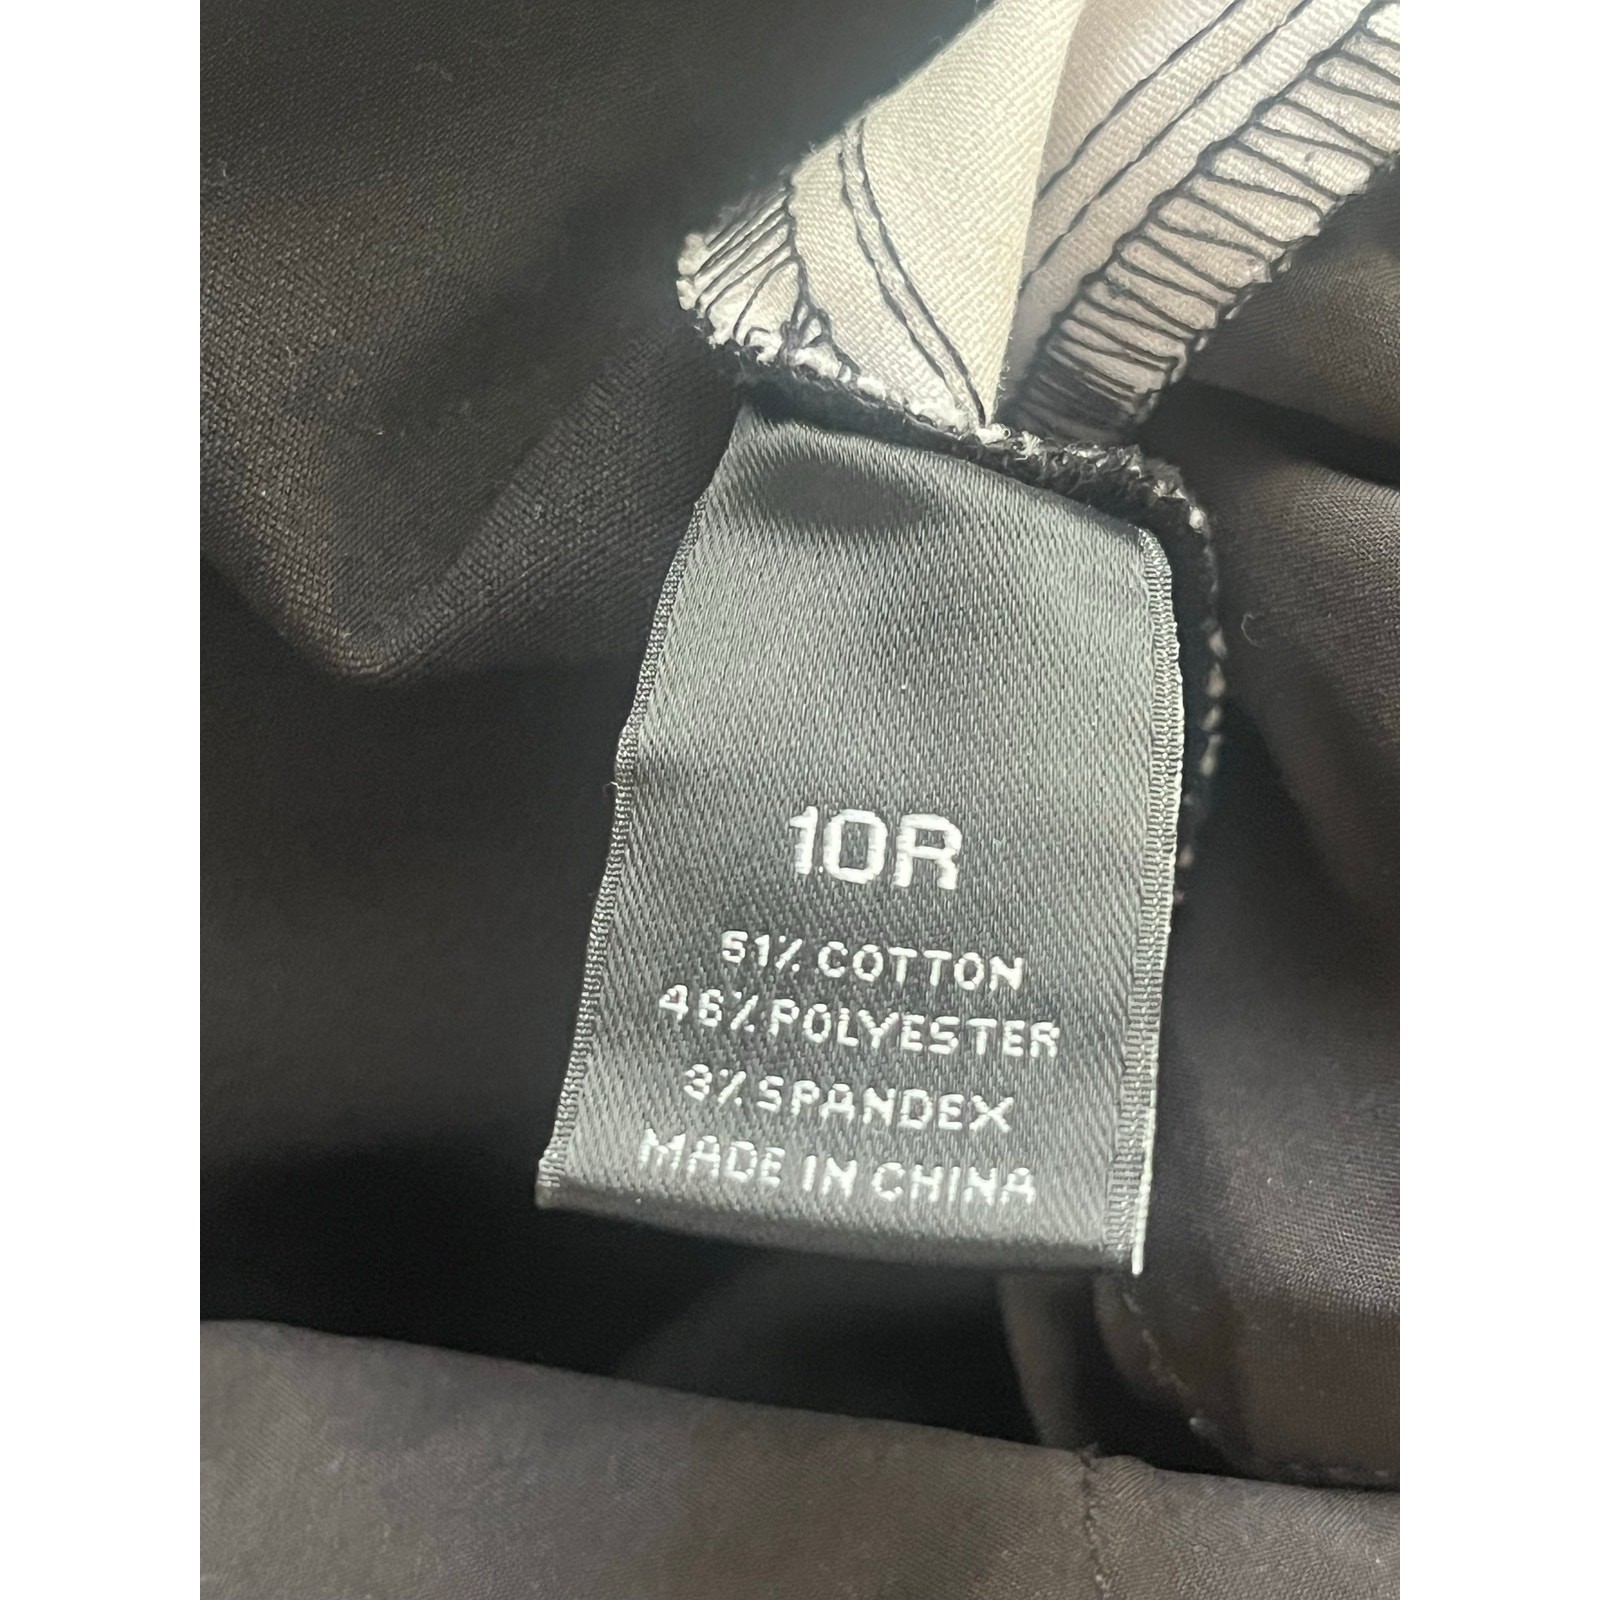 10R
51% COTTON
46% POLYESTER
3% SPANDEX
MADE IN CHINA